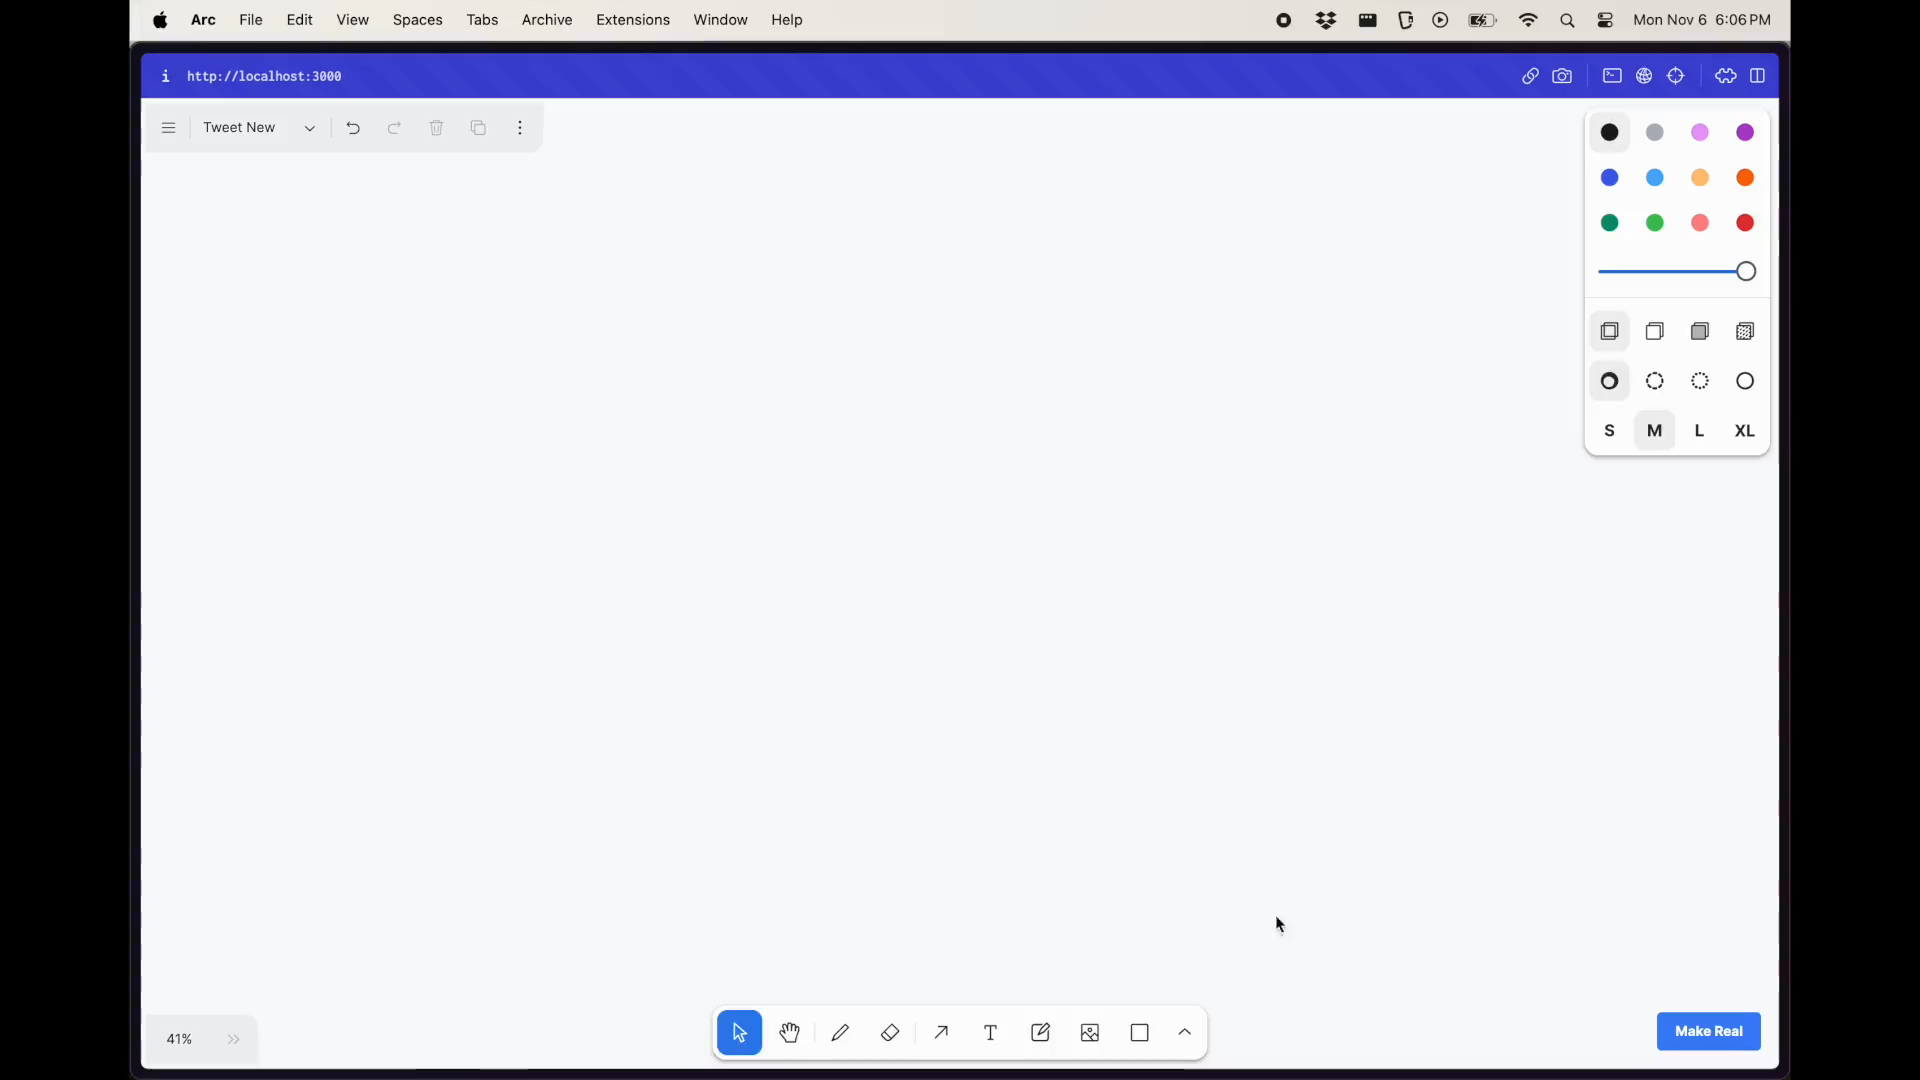 Arc File Edit View Spaces Tabs Archive Extensions Window Help Mon Nov 6 6:06 PM
i http://localhost:3000
Tweet New
S M L XL
41%
T
Make Real